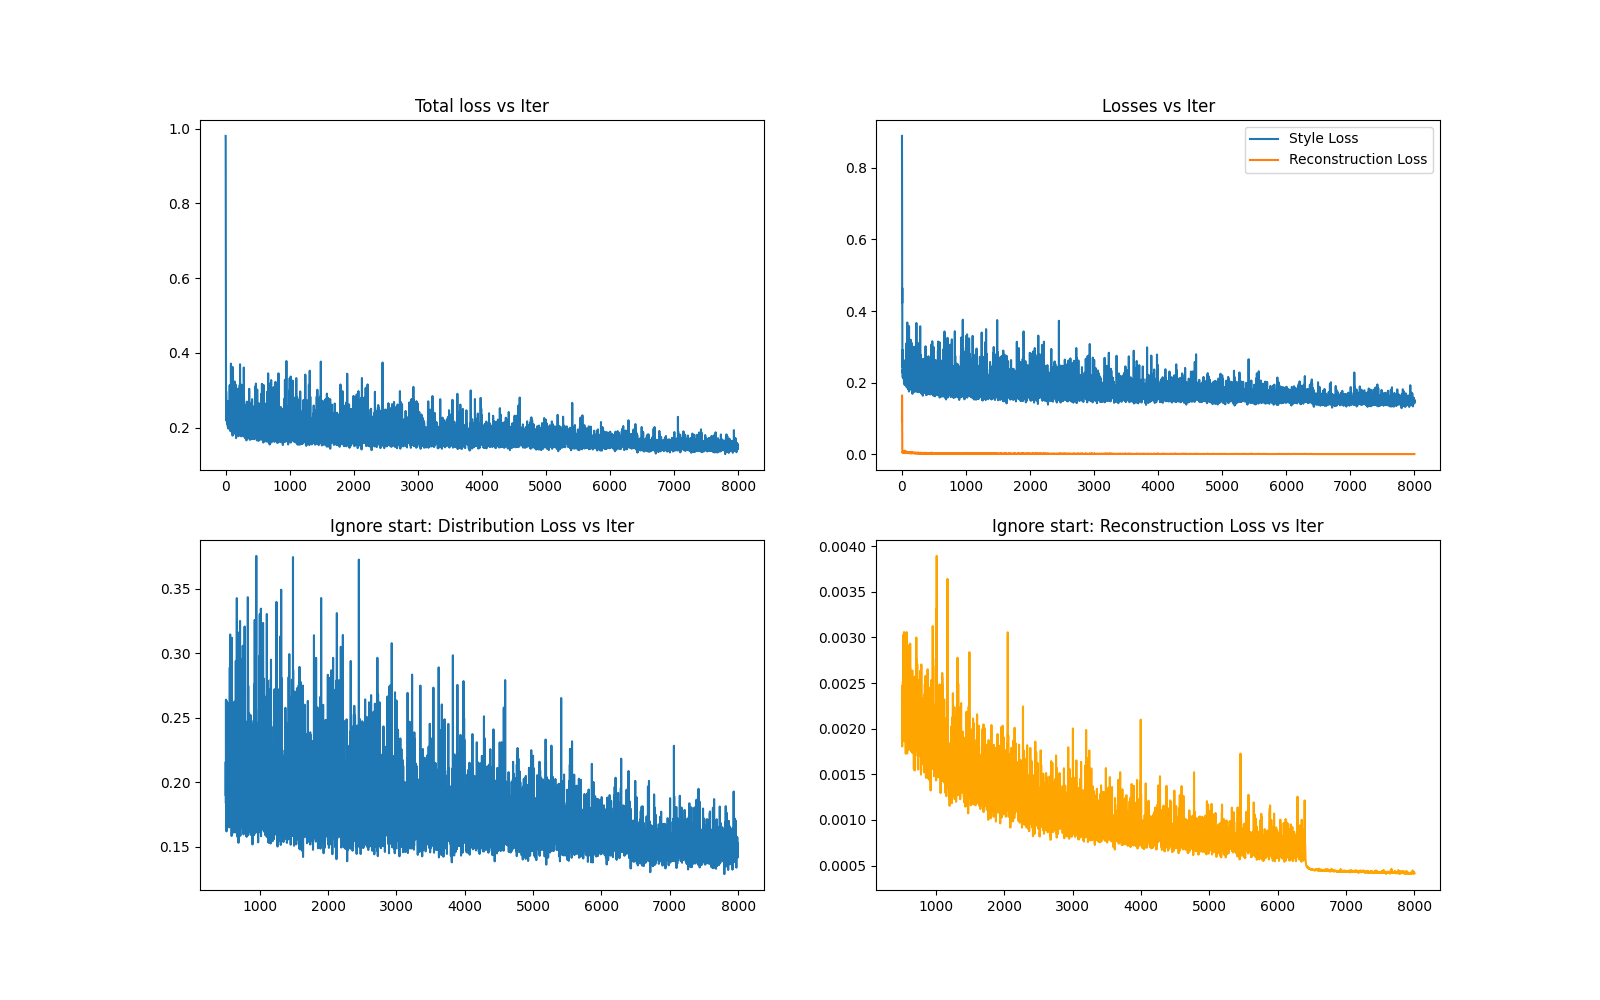 Total loss vs Iter
1.0
0.8
0.6
0.4
0.2
0 1000 2000 3000 4000 5000 6000 7000 8000
Losses vs Iter
Style Loss
Reconstruction Loss
0.8
0.6
0.4
0.2
0.0
0 1000 2000 3000 4000 5000 6000 7000 8000
Ignore start: Distribution Loss vs Iter
0.35
0.30
0.25
0.20
0.15
1000 2000 3000 4000 5000 6000 7000 8000
Ignore start: Reconstruction Loss vs Iter
0.0040
0.0035
0.0030
0.0025
0.0020
0.0015
0.0010
0.0005
1000 2000 3000 4000 5000 6000 7000 8000